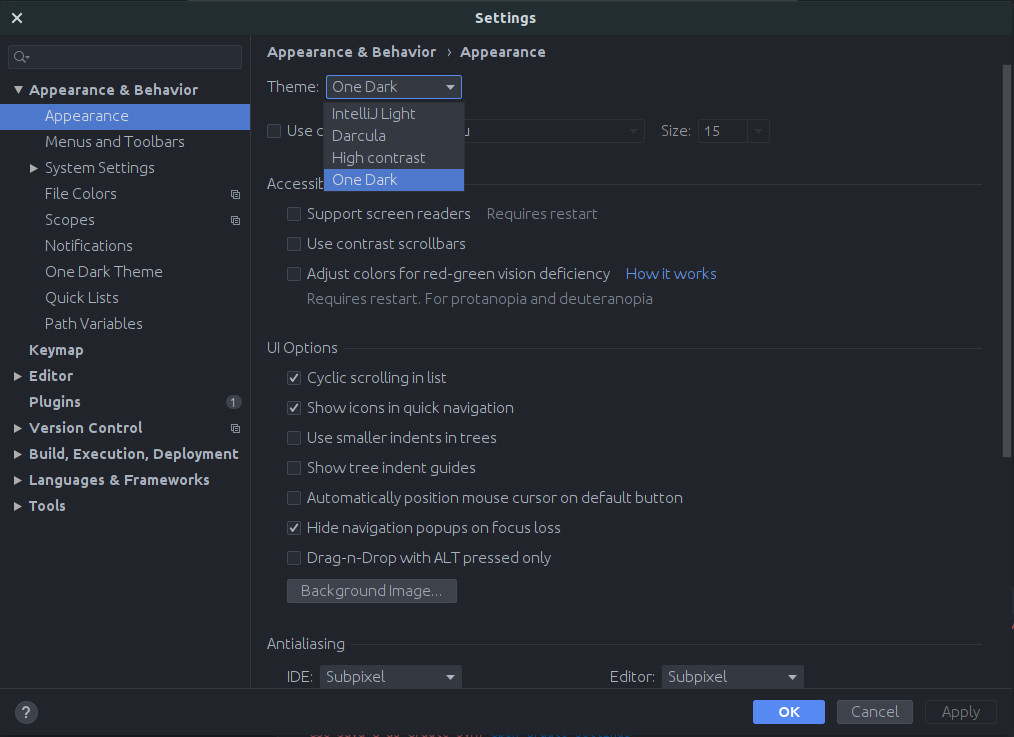 Settings
Appearance & Behavior
Appearance
Menus and Toolbars
System Settings
File Colors
Scopes
Notifications
One Dark Theme
Quick Lists
Path Variables
Keymap
Editor
Plugins 1
Version Control
Build, Execution, Deployment
Languages & Frameworks
Tools
Appearance & Behavior › Appearance
Theme: One Dark
IntelliJ Light
Darcula
High contrast
One Dark
Use
Size: 15
Support screen readers Requires restart
Use contrast scrollbars
Adjust colors for red-green vision deficiency How it works
Requires restart. For protanopia and deuteranopia
UI Options
Cyclic scrolling in list
Show icons in quick navigation
Use smaller indents in trees
Show tree indent guides
Automatically position mouse cursor on default button
Hide navigation popups on focus loss
Drag-n-Drop with ALT pressed only
Background Image...
Antialiasing
IDE: Subpixel Editor: Subpixel
? OK Cancel Apply